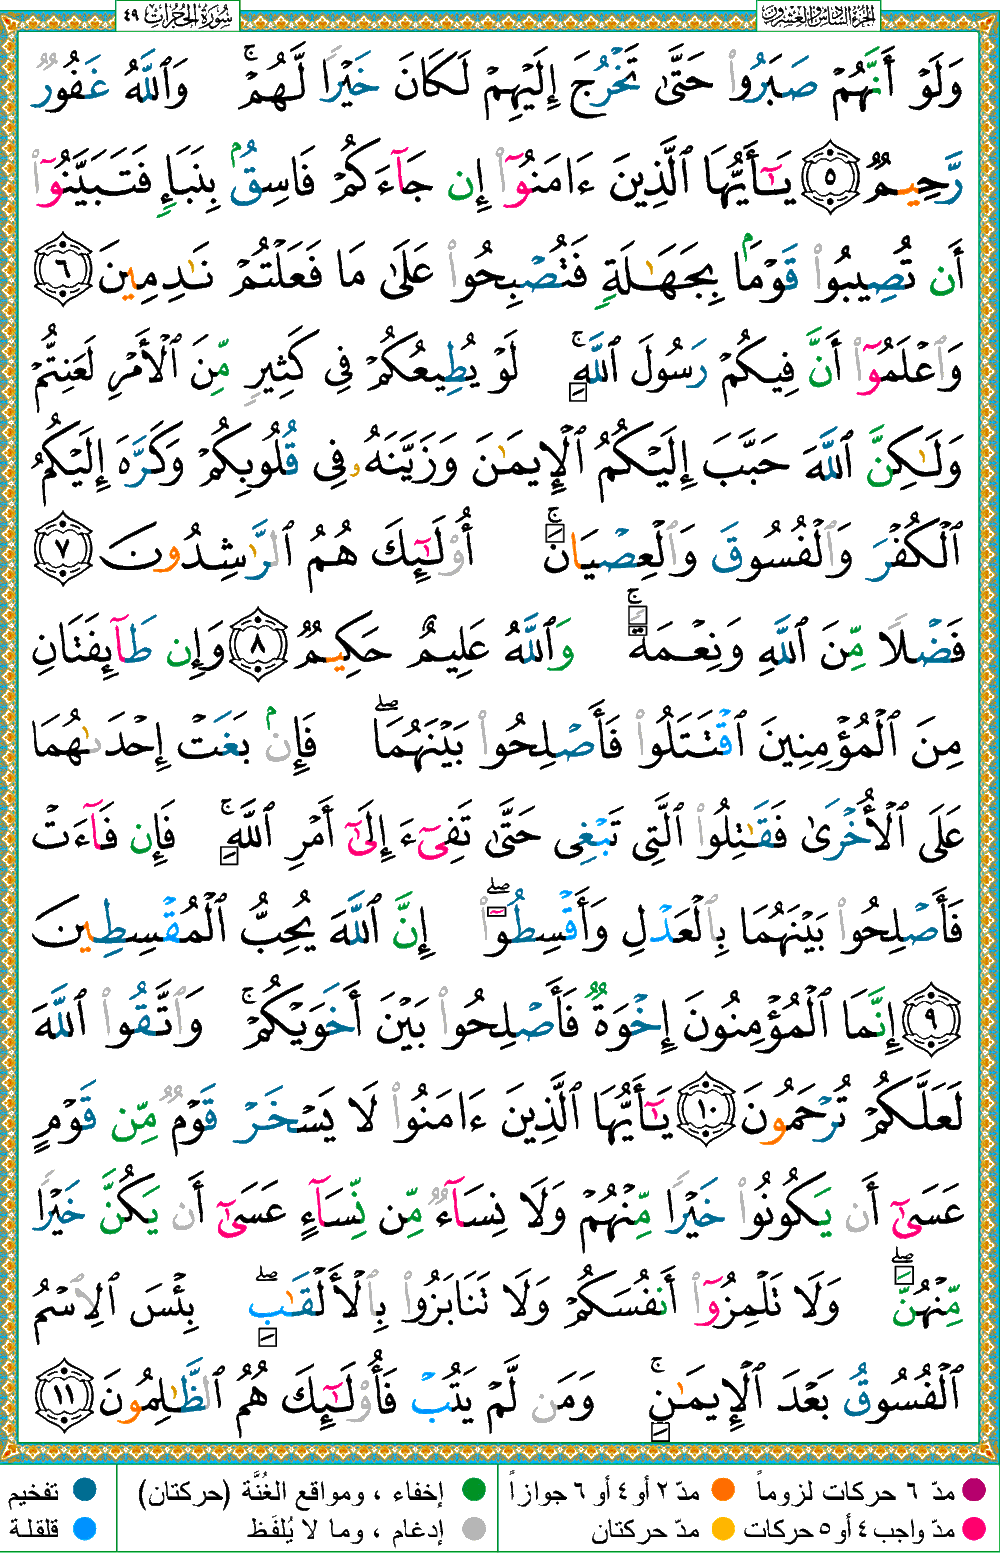 الجزء السادس والعشرون
سورة الحجرات ٤٩
وَلَوْ أَنَّهُمْ صَبَرُوا۟ حَتَّىٰ تَخْرُجَ إِلَيْهِمْ لَكَانَ خَيْرًا لَّهُمْ ۚ وَٱللَّهُ غَفُورٌ
رَّحِيمٌ ٥ يَـٰٓأَيُّهَا ٱلَّذِينَ ءَامَنُوٓا۟ إِن جَآءَكُمْ فَاسِقٌۢ بِنَبَإٍ فَتَبَيَّنُوٓا۟
أَن تُصِيبُوا۟ قَوْمًۢا بِجَهَـٰلَةٍ فَتُصْبِحُوا۟ عَلَىٰ مَا فَعَلْتُمْ نَـٰدِمِينَ ٦
وَٱعْلَمُوٓا۟ أَنَّ فِيكُمْ رَسُولَ ٱللَّهِ ۚ لَوْ يُطِيعُكُمْ فِى كَثِيرٍ مِّنَ ٱلْأَمْرِ لَعَنِتُّمْ
وَلَـٰكِنَّ ٱللَّهَ حَبَّبَ إِلَيْكُمُ ٱلْإِيمَـٰنَ وَزَيَّنَهُۥ فِى قُلُوبِكُمْ وَكَرَّهَ إِلَيْكُمُ
ٱلْكُفْرَ وَٱلْفُسُوقَ وَٱلْعِصْيَانَ ۚ أُو۟لَـٰٓئِكَ هُمُ ٱلرَّٰشِدُونَ ٧
فَضْلًا مِّنَ ٱللَّهِ وَنِعْمَةً ۚ وَٱللَّهُ عَلِيمٌ حَكِيمٌ ٨ وَإِن طَآئِفَتَانِ
مِنَ ٱلْمُؤْمِنِينَ ٱقْتَتَلُوا۟ فَأَصْلِحُوا۟ بَيْنَهُمَا ۖ فَإِنۢ بَغَتْ إِحْدَىٰهُمَا
عَلَى ٱلْأُخْرَىٰ فَقَـٰتِلُوا۟ ٱلَّتِى تَبْغِى حَتَّىٰ تَفِىٓءَ إِلَىٰٓ أَمْرِ ٱللَّهِ ۚ فَإِن فَآءَتْ
فَأَصْلِحُوا۟ بَيْنَهُمَا بِٱلْعَدْلِ وَأَقْسِطُوٓا۟ ۖ إِنَّ ٱللَّهَ يُحِبُّ ٱلْمُقْسِطِينَ
٩ إِنَّمَا ٱلْمُؤْمِنُونَ إِخْوَةٌ فَأَصْلِحُوا۟ بَيْنَ أَخَوَيْكُمْ ۚ وَٱتَّقُوا۟ ٱللَّهَ
لَعَلَّكُمْ تُرْحَمُونَ ١٠ يَـٰٓأَيُّهَا ٱلَّذِينَ ءَامَنُوا۟ لَا يَسْخَرْ قَوْمٌ مِّن قَوْمٍ
عَسَىٰٓ أَن يَكُونُوا۟ خَيْرًا مِّنْهُمْ وَلَا نِسَآءٌ مِّن نِّسَآءٍ عَسَىٰٓ أَن يَكُنَّ خَيْرًا
مِّنْهُنَّ ۖ وَلَا تَلْمِزُوٓا۟ أَنفُسَكُمْ وَلَا تَنَابَزُوا۟ بِٱلْأَلْقَـٰبِ ۖ بِئْسَ ٱلِٱسْمُ
ٱلْفُسُوقُ بَعْدَ ٱلْإِيمَـٰنِ ۚ وَمَن لَّمْ يَتُبْ فَأُو۟لَـٰٓئِكَ هُمُ ٱلظَّـٰلِمُونَ ١١
مدّ ٦ حركات لزوماً
مدّ ٢ أو ٤ أو ٦ جوازاً
إخفاء ، ومواقع الغُنَّة (حركتان)
تفخيم
مدّ واجب ٤ أو ٥ حركات
مدّ حركتان
إدغام ، وما لا يُلفَظ
قلقلة